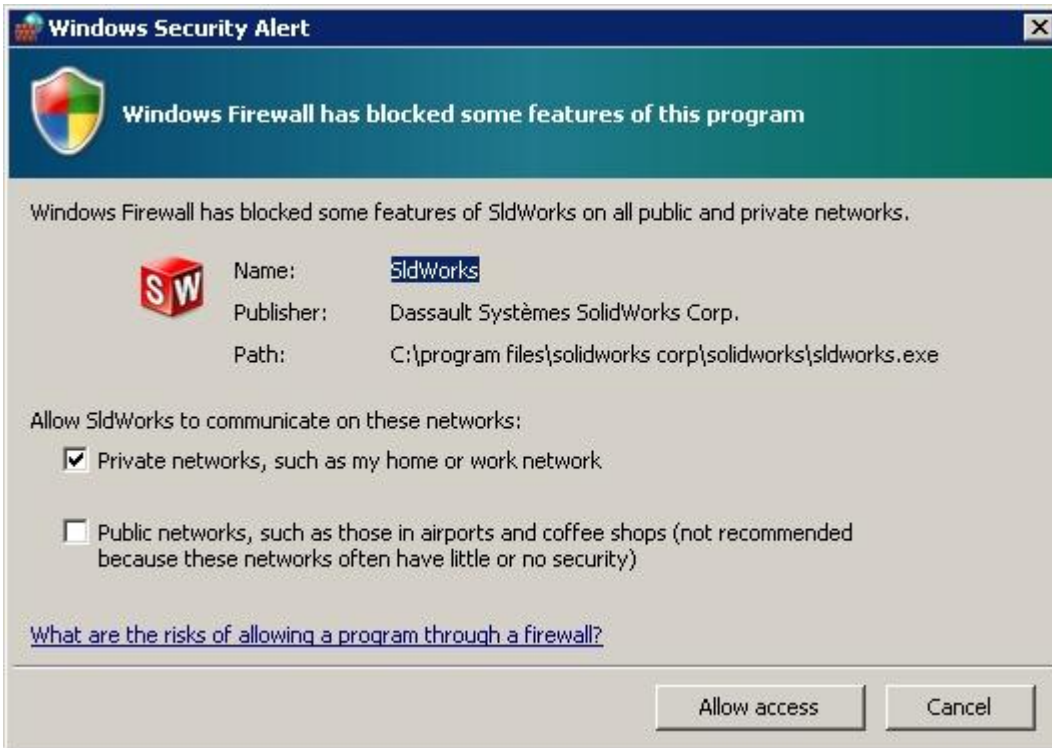 Windows Security Alert
Windows Firewall has blocked some features of this program
Windows Firewall has blocked some features of SldWorks on all public and private networks.
SW
Name: SldWorks
Publisher: Dassault Systèmes SolidWorks Corp.
Path: C:\program files\solidworks corp\solidworks\sldworks.exe
Allow SldWorks to communicate on these networks:
Private networks, such as my home or work network
Public networks, such as those in airports and coffee shops (not recommended
because these networks often have little or no security)
What are the risks of allowing a program through a firewall?
Allow access Cancel